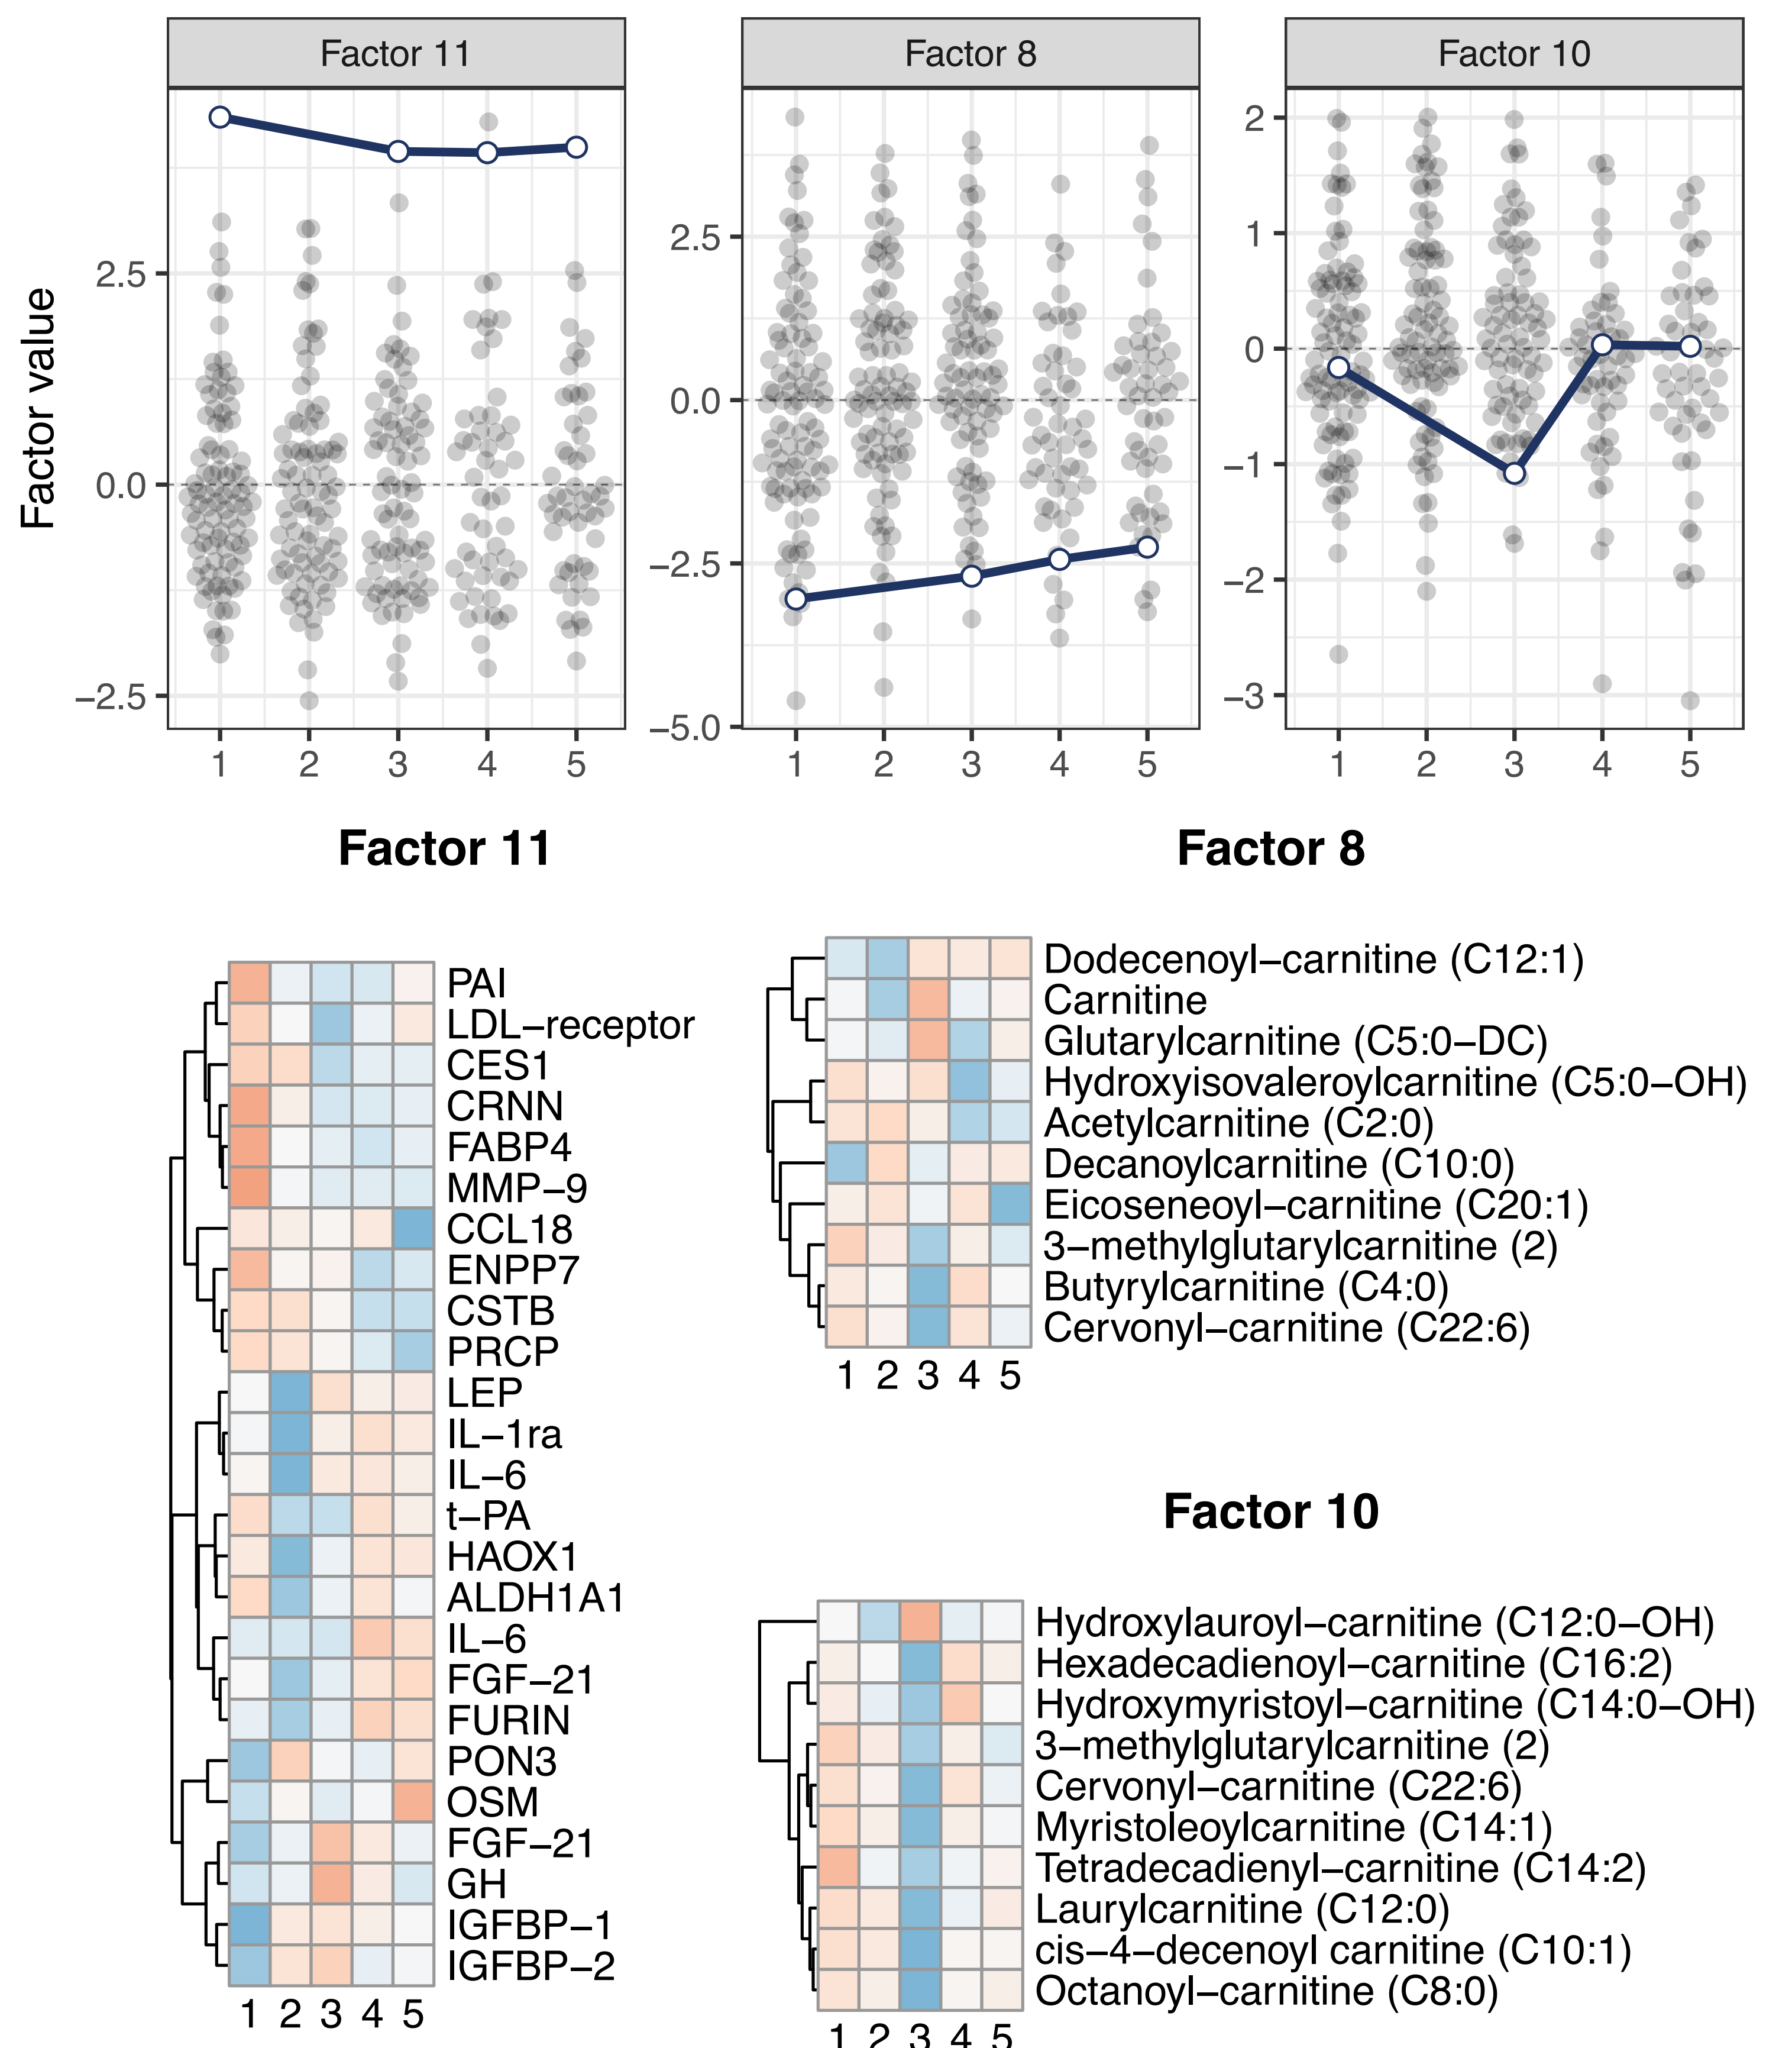 Factor 11
Factor 8
Factor 10
Factor value
2.5
0.0
−2.5
1 2 3 4 5
2.5
0.0
−2.5
−5.0
1 2 3 4 5
2
1
0
−1
−2
−3
1 2 3 4 5
Factor 11
PAI
LDL−receptor
CES1
CRNN
FABP4
MMP−9
CCL18
ENPP7
CSTB
PRCP
LEP
IL−1ra
IL−6
t−PA
HAOX1
ALDH1A1
IL−6
FGF−21
FURIN
PON3
OSM
FGF−21
GH
IGFBP−1
IGFBP−2
1 2 3 4 5
Factor 8
Dodecenoyl−carnitine (C12:1)
Carnitine
Glutarylcarnitine (C5:0−DC)
Hydroxyisovaleroylcarnitine (C5:0−OH)
Acetylcarnitine (C2:0)
Decanoylcarnitine (C10:0)
Eicoseneoyl−carnitine (C20:1)
3−methylglutarylcarnitine (2)
Butyrylcarnitine (C4:0)
Cervonyl−carnitine (C22:6)
1 2 3 4 5
Factor 10
Hydroxylauroyl−carnitine (C12:0−OH)
Hexadecadienoyl−carnitine (C16:2)
Hydroxymyristoyl−carnitine (C14:0−OH)
3−methylglutarylcarnitine (2)
Cervonyl−carnitine (C22:6)
Myristoleoylcarnitine (C14:1)
Tetradecadienyl−carnitine (C14:2)
Laurylcarnitine (C12:0)
cis−4−decenoyl carnitine (C10:1)
Octanoyl−carnitine (C8:0)
1 2 3 4 5